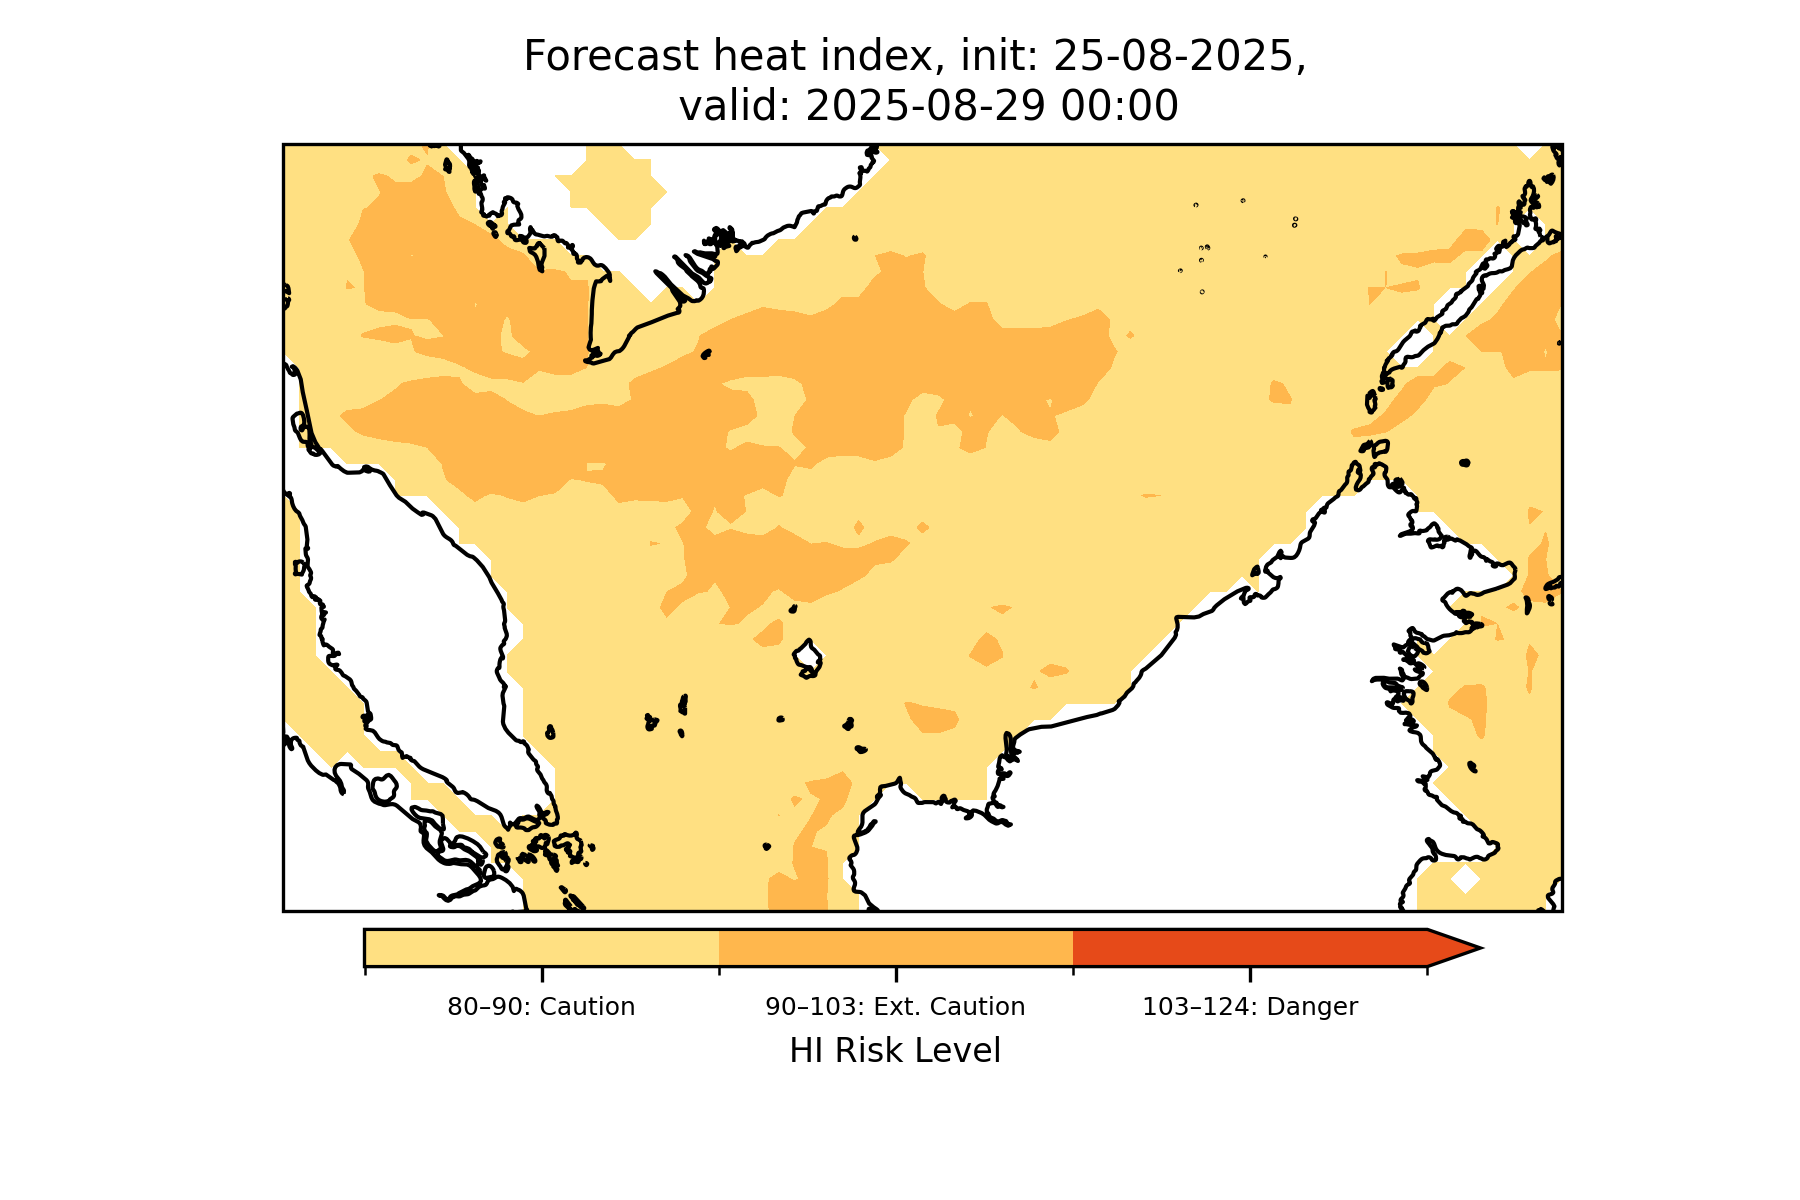 Forecast heat index, init: 25-08-2025,
valid: 2025-08-29 00:00
80–90: Caution
90–103: Ext. Caution
103–124: Danger
HI Risk Level